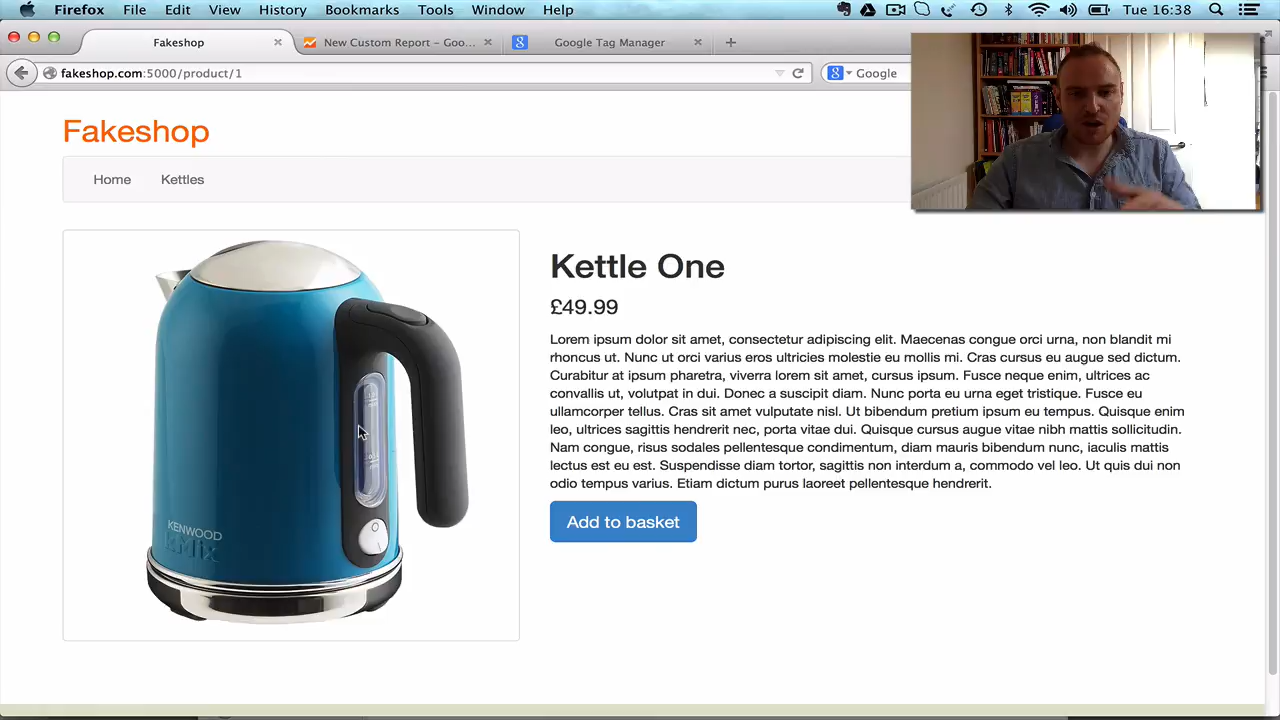 Firefox File Edit View History Bookmarks Tools Window Help Tue 16:38
Fakeshop New Custom Report – Goo... Google Tag Manager
fakeshop.com:5000/product/1 Google
Fakeshop
Home Kettles
Kettle One
£49.99
Lorem ipsum dolor sit amet, consectetur adipiscing elit. Maecenas congue orci urna, non blandit mi
rhoncus ut. Nunc ut orci varius eros ultricies molestie eu mollis mi. Cras cursus eu augue sed dictum.
Curabitur at ipsum pharetra, viverra lorem sit amet, cursus ipsum. Fusce neque enim, ultrices ac
convallis ut, volutpat in dui. Donec a suscipit diam. Nunc porta eu urna eget tristique. Fusce eu
ullamcorper tellus. Cras sit amet vulputate nisl. Ut bibendum pretium ipsum eu tempus. Quisque enim
leo, ultrices sagittis hendrerit nec, porta vitae dui. Quisque cursus augue vitae nibh mattis sollicitudin.
Nam congue, risus sodales pellentesque condimentum, diam mauris bibendum nunc, iaculis mattis
lectus est eu est. Suspendisse diam tortor, sagittis non interdum a, commodo vel leo. Ut quis dui non
odio tempus varius. Etiam dictum purus laoreet pellentesque hendrerit.
Add to basket
KENWOOD
kMix